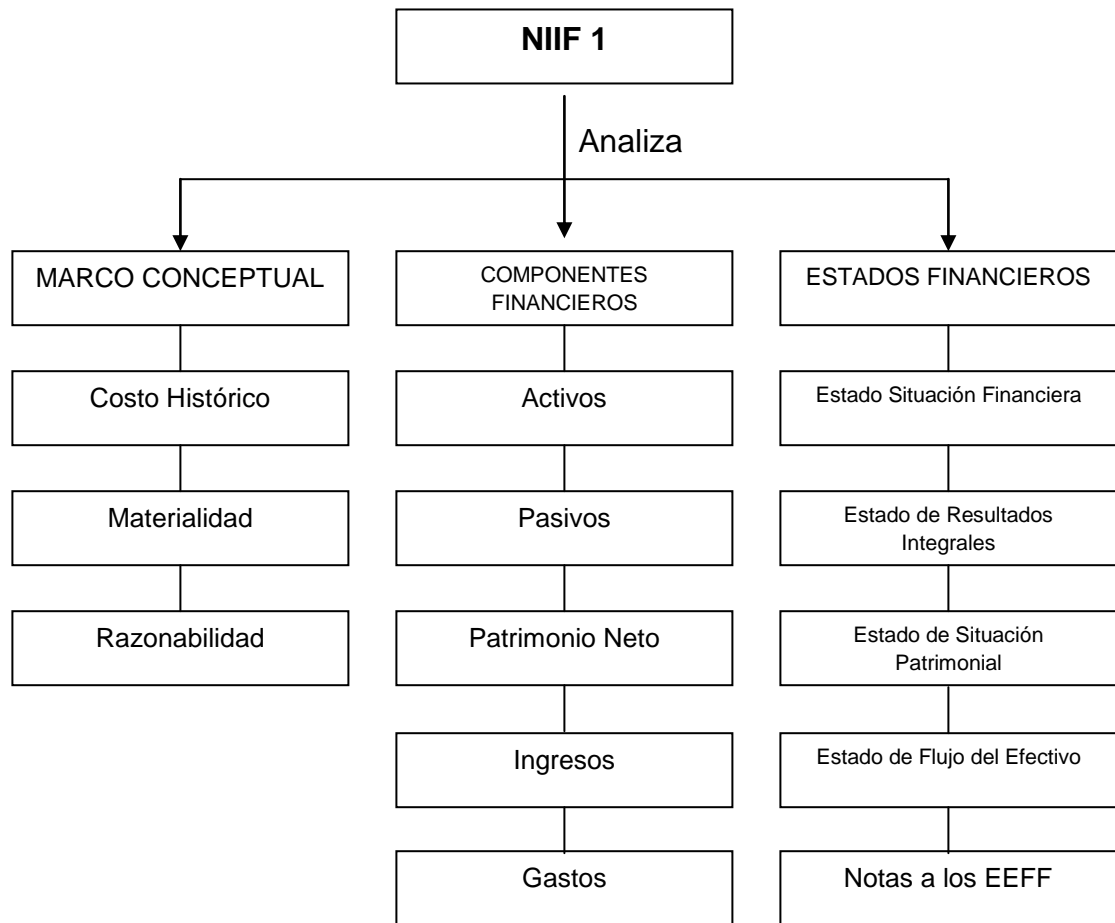 NIIF 1
Analiza
MARCO CONCEPTUAL
Costo Histórico
Materialidad
Razonabilidad
COMPONENTES
FINANCIEROS
Activos
Pasivos
Patrimonio Neto
Ingresos
Gastos
ESTADOS FINANCIEROS
Estado Situación Financiera
Estado de Resultados
Integrales
Estado de Situación
Patrimonial
Estado de Flujo del Efectivo
Notas a los EEFF